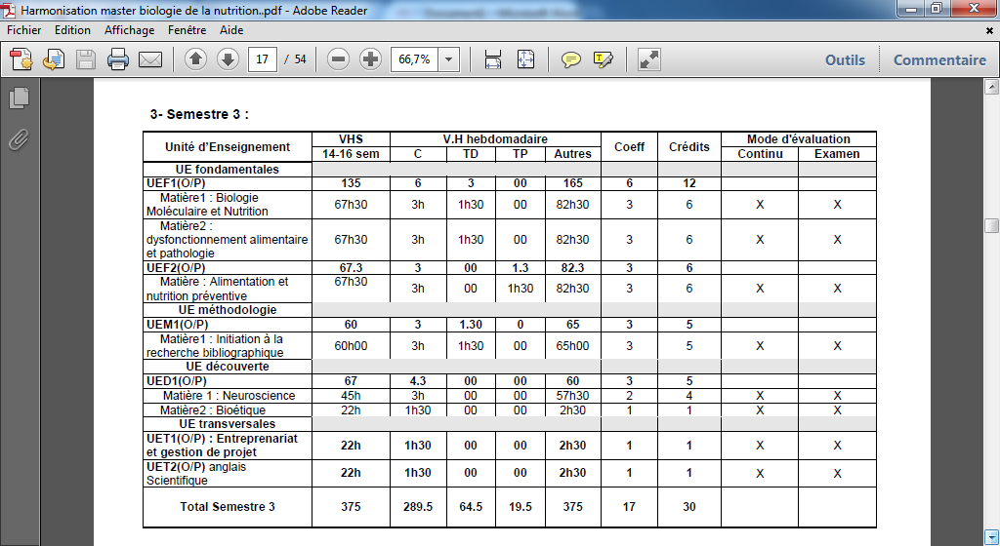 Harmonisation master biologie de la nutrition..pdf - Adobe Reader
Fichier Edition Affichage Fenêtre Aide
17 / 54 66,7% Outils Commentaire
3- Semestre 3 :
Unité d'Enseignement VHS V.H hebdomadaire Coeff Crédits Mode d'évaluation
14-16 sem C TD TP Autres Continu Examen
UE fondamentales
UEF1(O/P) 135 6 3 00 165 6 12
Matière1 : Biologie
Moléculaire et Nutrition 67h30 3h 1h30 00 82h30 3 6 X X
Matière2 :
dysfonctionnement alimentaire 67h30 3h 1h30 00 82h30 3 6 X X
et pathologie
UEF2(O/P) 67.3 3 00 1.3 82.3 3 6
Matière : Alimentation et 67h30
nutrition préventive 3h 00 1h30 82h30 3 6 X X
UE méthodologie
UEM1(O/P) 60 3 1.30 0 65 3 5
Matière1 : Initiation à la
recherche bibliographique 60h00 3h 1h30 00 65h00 3 5 X X
UE découverte
UED1(O/P) 67 4.3 00 00 60 3 5
Matière 1 : Neuroscience 45h 3h 00 00 57h30 2 4 X X
Matière2 : Bioétique 22h 1h30 00 00 2h30 1 1 X X
UE transversales
UET1(O/P) : Entreprenariat
et gestion de projet 22h 1h30 00 00 2h30 1 1 X X
UET2(O/P) anglais
Scientifique 22h 1h30 00 00 2h30 1 1 X X
Total Semestre 3 375 289.5 64.5 19.5 375 17 30